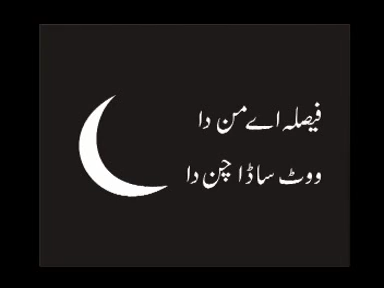 فیصلہ اے من دا
ووٹ ساڈا چن دا